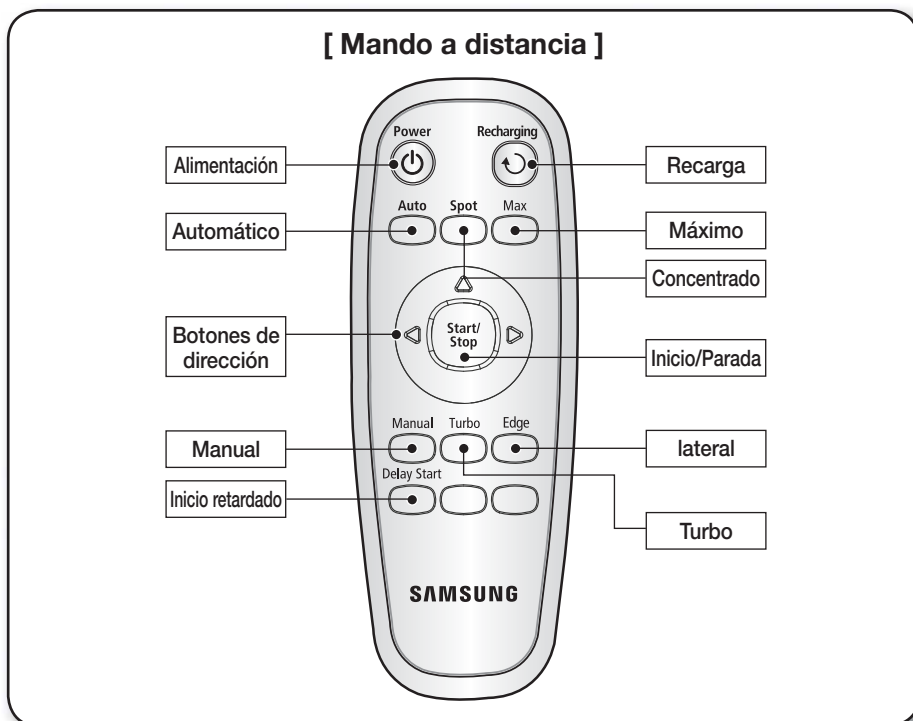 [ Mando a distancia ]
Power
Recharging
Alimentación
Recarga
Auto
Spot
Max
Automático
Máximo
Concentrado
Start/
Stop
Botones de
dirección
Inicio/Parada
Manual
Turbo
Edge
Manual
lateral
Delay Start
Inicio retardado
Turbo
SAMSUNG